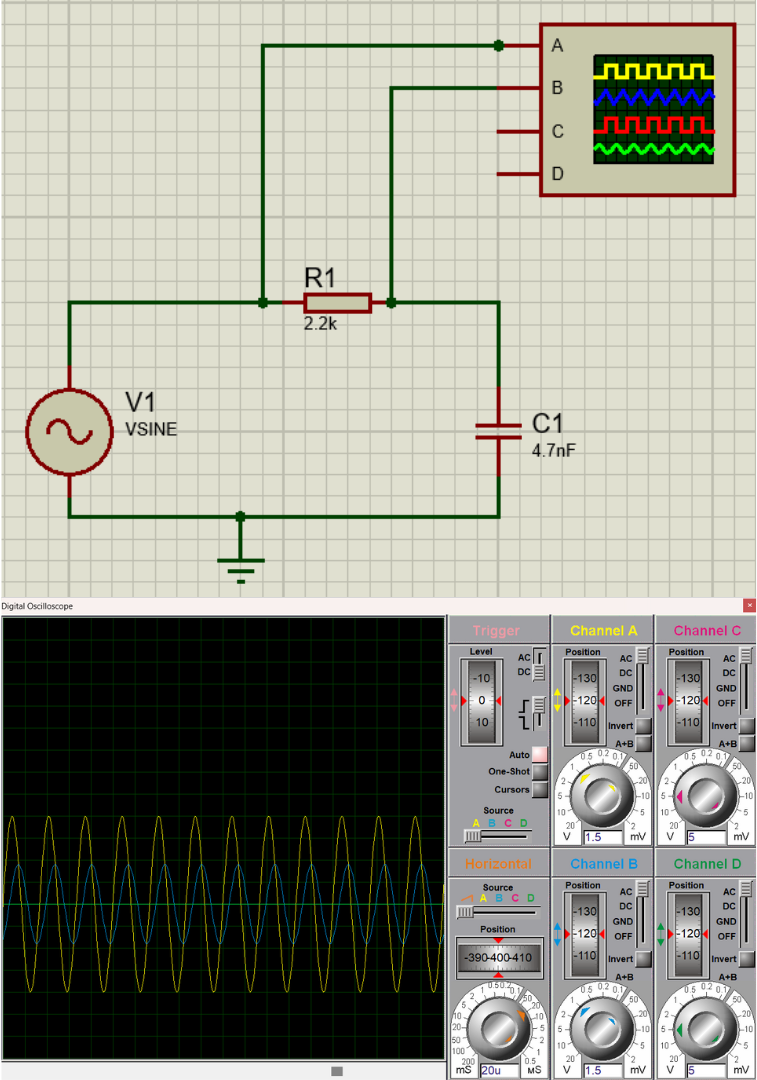 A
B
C
D
R1
2.2k
V1
VSINE
C1
4.7nF
Digital Oscilloscope
Trigger
Level
-10
0
10
AC
DC
Auto
One-Shot
Cursors
Source
A B C D
Channel A
Position
-130
-120
-110
AC
DC
GND
OFF
Invert
A+B
V 1.5 mV
Channel C
Position
-130
-120
-110
AC
DC
GND
OFF
Invert
A+B
V 5 mV
Horizontal
Source
A B C D
Position
-390-400-410
mS 20u µS
Channel B
Position
-130
-120
-110
AC
DC
GND
OFF
Invert
A+B
V 1.5 mV
Channel D
Position
-130
-120
-110
AC
DC
GND
OFF
Invert
A+B
V 5 mV